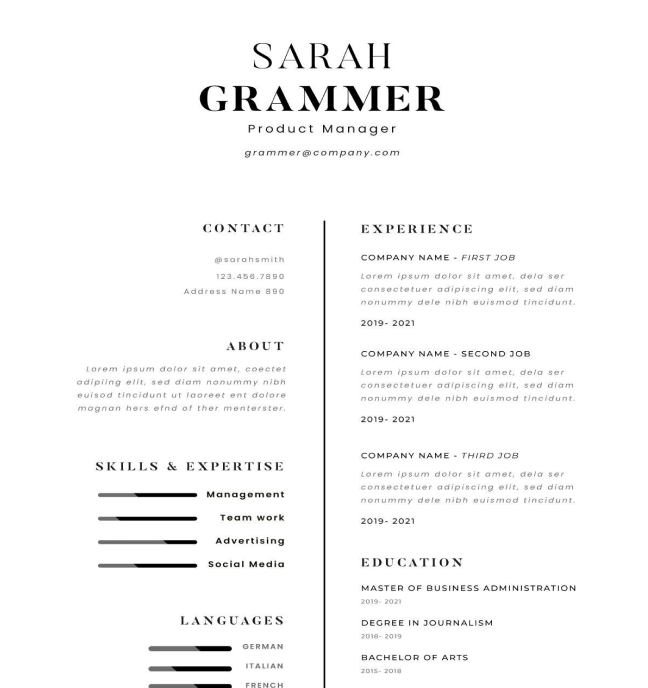 SARAH
GRAMMER
Product Manager
grammer@company.com
CONTACT
@sarahsmith
123.456.7890
Address Name 890
ABOUT
Lorem ipsum dolor sit amet, coectet
adipiing elit, sed diam nonummy nibh
euisod tincidunt ut laoreet ent dolore
magnan hers efnd of ther menterster.
SKILLS & EXPERTISE
Management
Team work
Advertising
Social Media
LANGUAGES
GERMAN
ITALIAN
FRENCH
EXPERIENCE
COMPANY NAME - FIRST JOB
Lorem ipsum dolor sit amet, dela ser
consectetuer adipiscing elit, sed diam
nonummy dele nibh euismod tincidunt.
2019- 2021
COMPANY NAME - SECOND JOB
Lorem ipsum dolor sit amet, dela ser
consectetuer adipiscing elit, sed diam
nonummy dele nibh euismod tincidunt.
2019- 2021
COMPANY NAME - THIRD JOB
Lorem ipsum dolor sit amet, dela ser
consectetuer adipiscing elit, sed diam
nonummy dele nibh euismod tincidunt.
2019- 2021
EDUCATION
MASTER OF BUSINESS ADMINISTRATION
2019- 2021
DEGREE IN JOURNALISM
2018- 2019
BACHELOR OF ARTS
2015- 2018